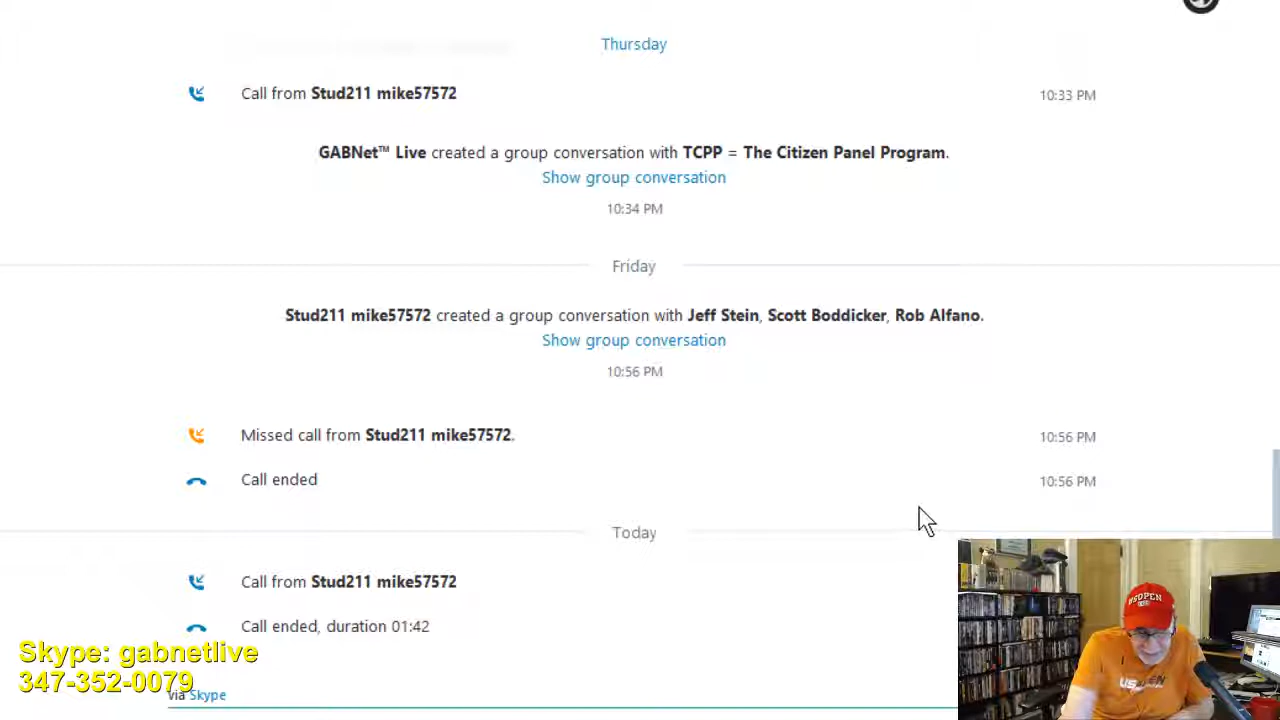 Thursday
Call from Stud211 mike57572
10:33 PM
GABNet™ Live created a group conversation with TCPP = The Citizen Panel Program.
Show group conversation
10:34 PM
Friday
Stud211 mike57572 created a group conversation with Jeff Stein, Scott Boddicker, Rob Alfano.
Show group conversation
10:56 PM
Missed call from Stud211 mike57572.
10:56 PM
Call ended
10:56 PM
Today
Call from Stud211 mike57572
Call ended, duration 01:42
Skype: gabnetlive
347-352-0079
via Skype